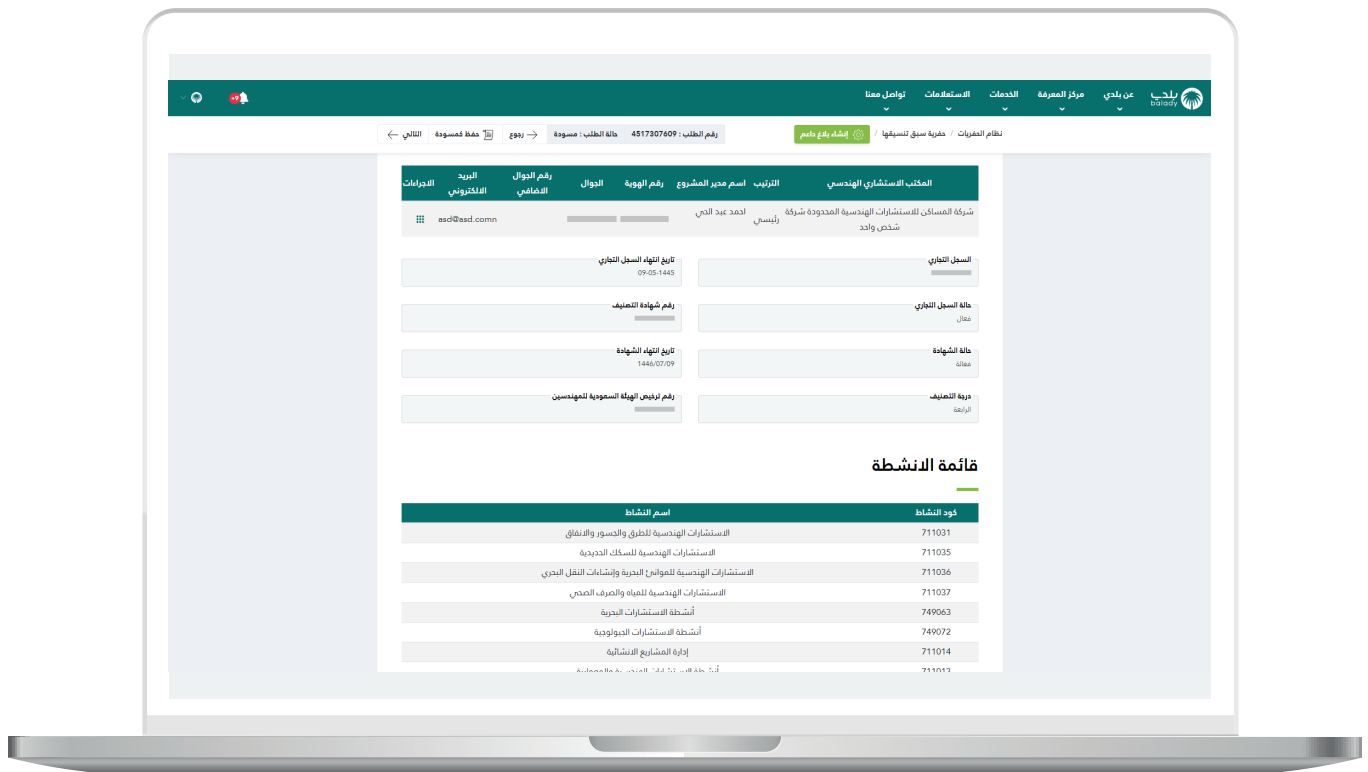 بلدي
balady
عن بلدي
مركز المعرفة
الخدمات
الاستعلامات
تواصل معنا
+9
نظام الحفريات / حفرية سبق تنسيقها /
إنشاء بلاغ داعم
رقم الطلب : 4517307609
حالة الطلب : مسودة
رجوع
حفظ كمسودة
التالي
المكتب الاستشاري الهندسي
الترتيب
اسم مدير المشروع
رقم الهوية
الجوال
رقم الجوال الاضافي
البريد الالكتروني
الاجراءات
شركة المساكن للاستشارات الهندسية المحدودة شركة شخص واحد
رئيسي
احمد عبد الحي
asd@asd.comn
السجل التجاري
تاريخ انتهاء السجل التجاري
09-05-1445
حالة السجل التجاري
فعال
رقم شهادة التصنيف
حالة الشهادة
فعالة
تاريخ انتهاء الشهادة
1446/07/09
درجة التصنيف
الرابعة
رقم ترخيص الهيئة السعودية للمهندسين
قائمة الانشطة
كود النشاط
اسم النشاط
711031 الاستشارات الهندسية للطرق والجسور والانفاق
711035 الاستشارات الهندسية للسكك الحديدية
711036 الاستشارات الهندسية للموانئ البحرية وإنشاءات النقل البحري
711037 الاستشارات الهندسية للمياه والصرف الصحي
749063 أنشطة الاستشارات البحرية
749072 أنشطة الاستشارات الجيولوجية
711014 إدارة المشاريع الانشائية